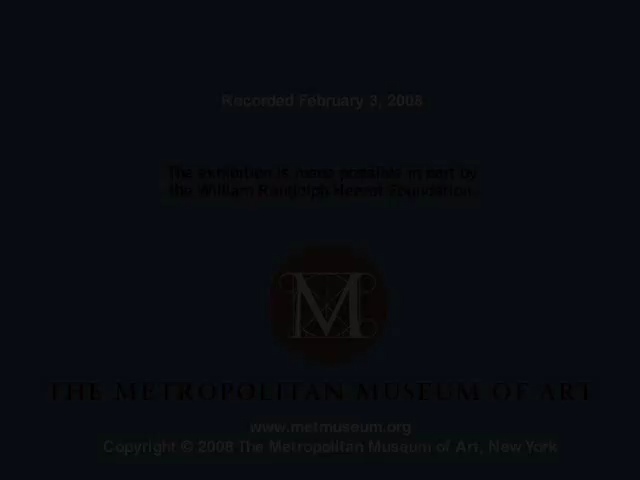 Recorded February 3, 2008
The exhibition is made possible in part by
the William Randolph Hearst Foundation.
M
THE METROPOLITAN MUSEUM OF ART
www.metmuseum.org
Copyright © 2008 The Metropolitan Museum of Art, New York